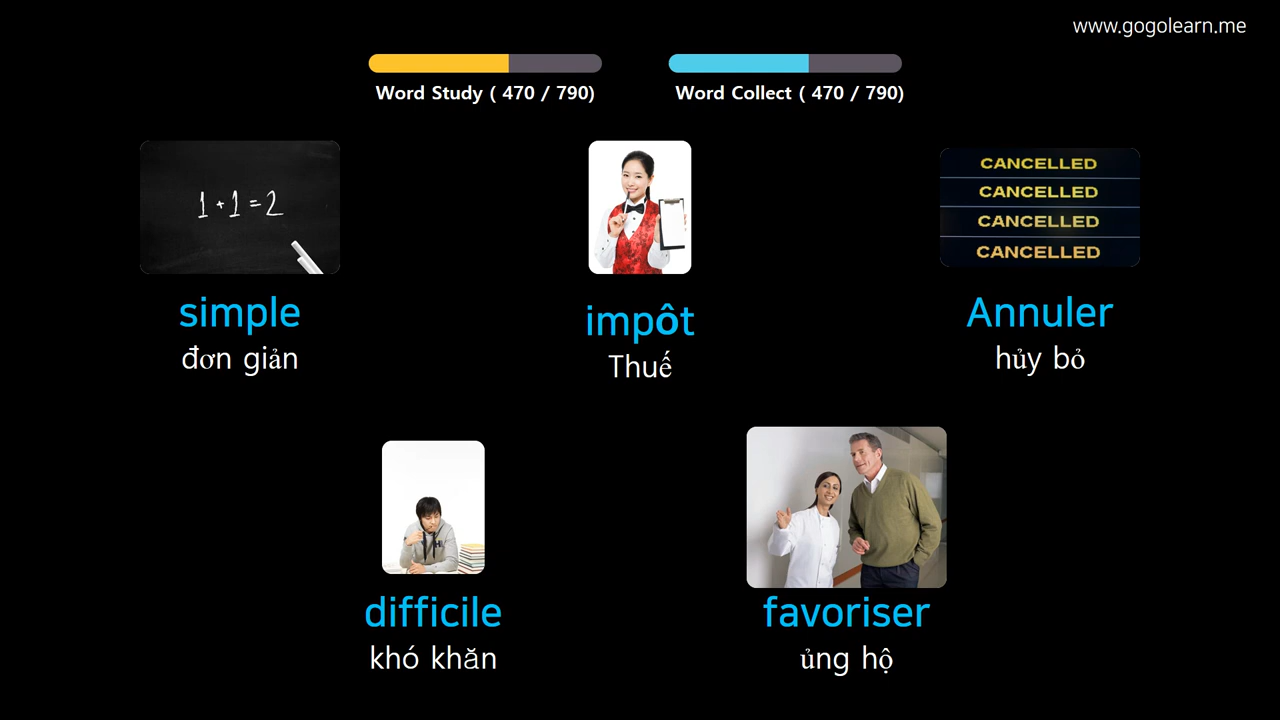 www.gogolearn.me
Word Study ( 470 / 790)
Word Collect ( 470 / 790)
1 + 1 = 2
CANCELLED
CANCELLED
CANCELLED
CANCELLED
simple
đơn giản
impôt
Thuế
Annuler
hủy bỏ
difficile
khó khăn
favoriser
ủng hộ